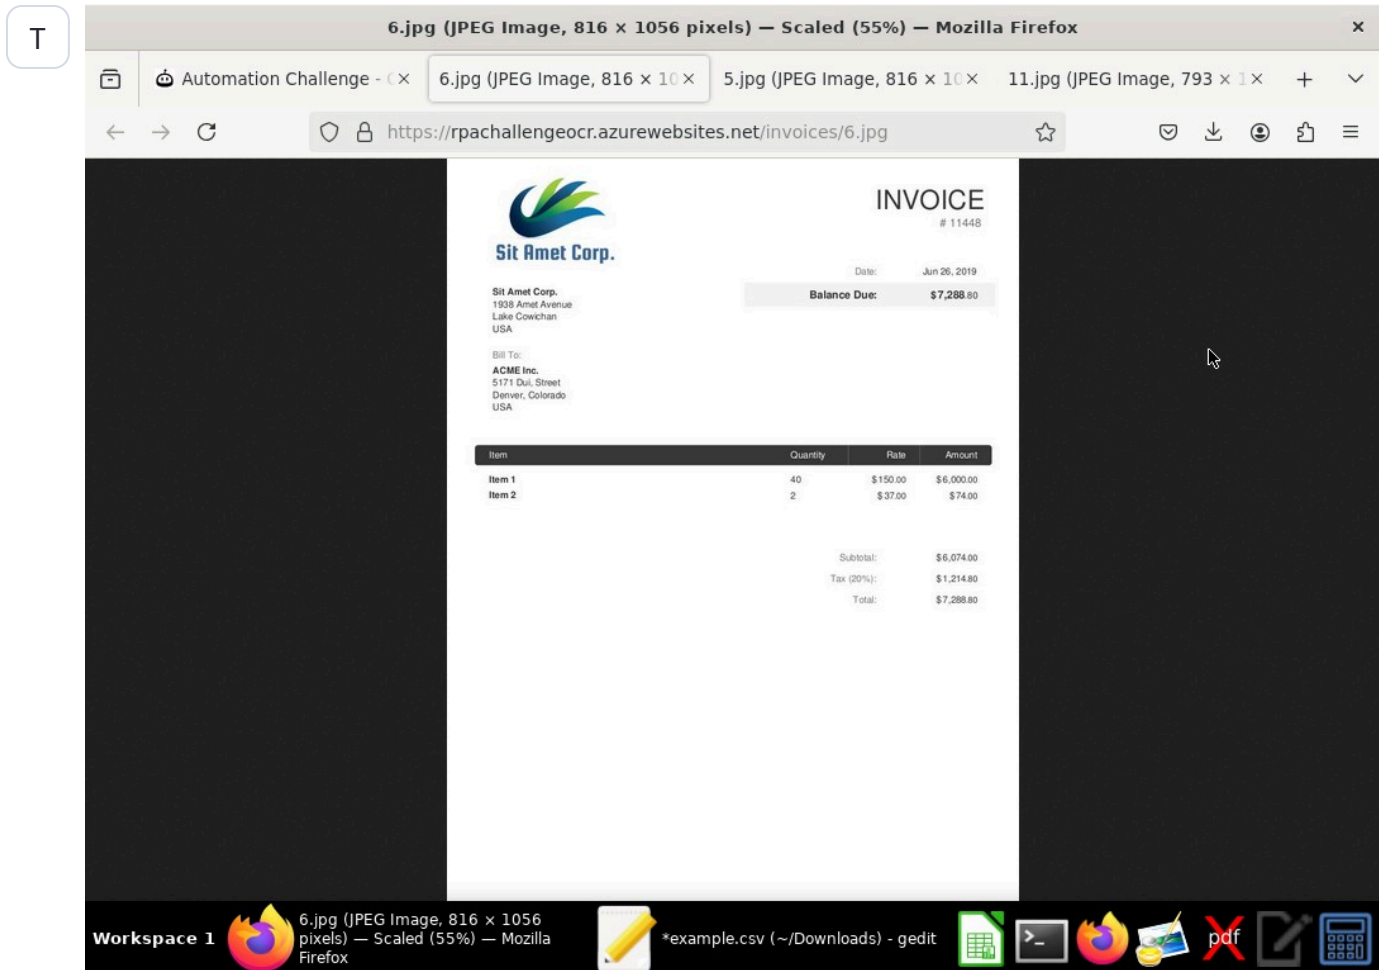 T
6.jpg (JPEG Image, 816 × 1056 pixels) — Scaled (55%) — Mozilla Firefox
Automation Challenge -
6.jpg (JPEG Image, 816 × 10
5.jpg (JPEG Image, 816 × 10
11.jpg (JPEG Image, 793 × 1
https://rpachallengeocr.azurewebsites.net/invoices/6.jpg
INVOICE
# 11448
Sit Amet Corp.
Date: Jun 26, 2019
Balance Due: $7,288.80
Sit Amet Corp.
1938 Amet Avenue
Lake Cowichan
USA
Bill To:
ACME Inc.
5171 Dui, Street
Denver, Colorado
USA
Item Quantity Rate Amount
Item 1 40 $150.00 $6,000.00
Item 2 2 $37.00 $74.00
Subtotal: $6,074.00
Tax (20%): $1,214.80
Total: $7,288.80
Workspace 1
6.jpg (JPEG Image, 816 × 1056
pixels) — Scaled (55%) — Mozilla
Firefox
*example.csv (~/Downloads) - gedit
pdf